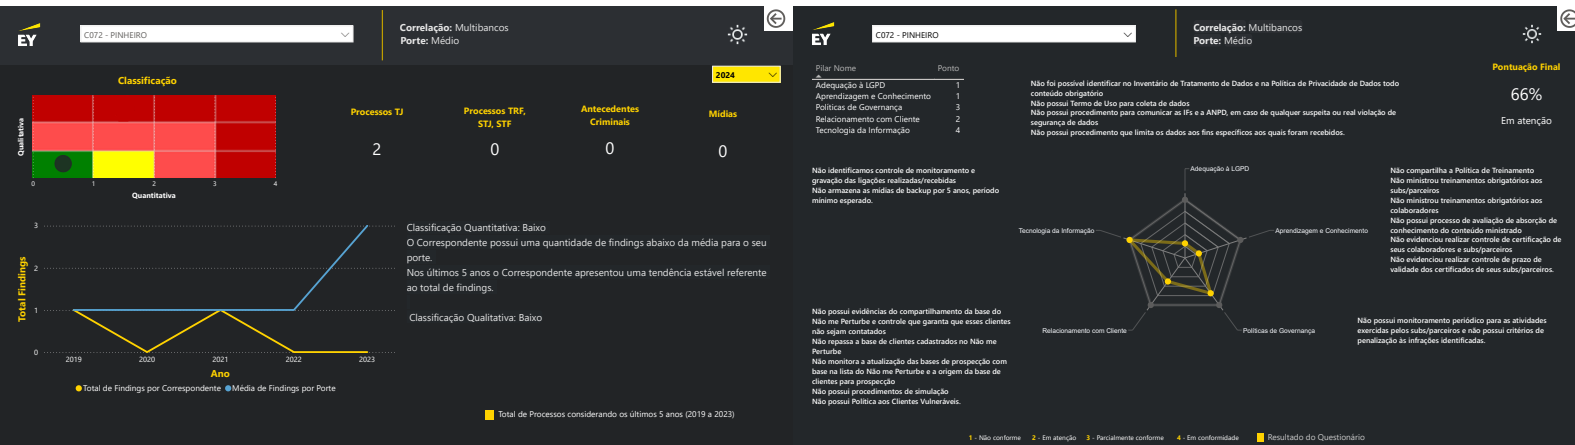 EY
C072 - PINHEIRO
Correlação: Multibancos
Porte: Médio
2024
Classificação
Qualitativa
0 1 2 3 4
Quantitativa
Processos TJ
2
Processos TRF,
STJ, STF
0
Antecedentes
Criminais
0
Mídias
0
Total Findings
3
2
1
0
2019 2020 2021 2022 2023
Ano
Total de Findings por Correspondente Média de Findings por Porte
Classificação Quantitativa: Baixo
O Correspondente possui uma quantidade de findings abaixo da média para o seu
porte.
Nos últimos 5 anos o Correspondente apresentou uma tendência estável referente
ao total de findings.
Classificação Qualitativa: Baixo
Total de Processos considerando os últimos 5 anos (2019 a 2023)
EY
C072 - PINHEIRO
Correlação: Multibancos
Porte: Médio
Pilar Nome Ponto
Adequação à LGPD 1
Aprendizagem e Conhecimento 1
Políticas de Governança 3
Relacionamento com Cliente 2
Tecnologia da Informação 4
Não foi possível identificar no Inventário de Tratamento de Dados e na Política de Privacidade de Dados todo
conteúdo obrigatório
Não possui Termo de Uso para coleta de dados
Não possui procedimento para comunicar as IFs e a ANPD, em caso de qualquer suspeita ou real violação de
segurança de dados
Não possui procedimento que limita os dados aos fins específicos aos quais foram recebidos.
Pontuação Final
66%
Em atenção
Não identificamos controle de monitoramento e
gravação das ligações realizadas/recebidas
Não armazena as mídias de backup por 5 anos, período
mínimo esperado.
Adequação à LGPD
Tecnologia da Informação
Aprendizagem e Conhecimento
Relacionamento com Cliente
Políticas de Governança
Não compartilha a Política de Treinamento
Não ministrou treinamentos obrigatórios aos
subs/parceiros
Não ministrou treinamentos obrigatórios aos
colaboradores
Não possui processo de avaliação de absorção de
conhecimento do conteúdo ministrado
Não evidenciou realizar controle de certificação de
seus colaboradores e subs/parceiros
Não evidenciou realizar controle de prazo de
validade dos certificados de seus subs/parceiros.
Não possui evidências do compartilhamento da base do
Não me Perturbe e controle que garanta que esses clientes
não sejam contatados
Não repassa a base de clientes cadastrados no Não me
Perturbe
Não monitora a atualização das bases de prospecção com
base na lista do Não me Perturbe e a origem da base de
clientes para prospecção
Não possui procedimentos de simulação
Não possui Política aos Clientes Vulneráveis.
Não possui monitoramento periódico para as atividades
exercidas pelos subs/parceiros e não possui critérios de
penalização às infrações identificadas.
1 - Não conforme 2 - Em atenção 3 - Parcialmente conforme 4 - Em conformidade Resultado do Questionário